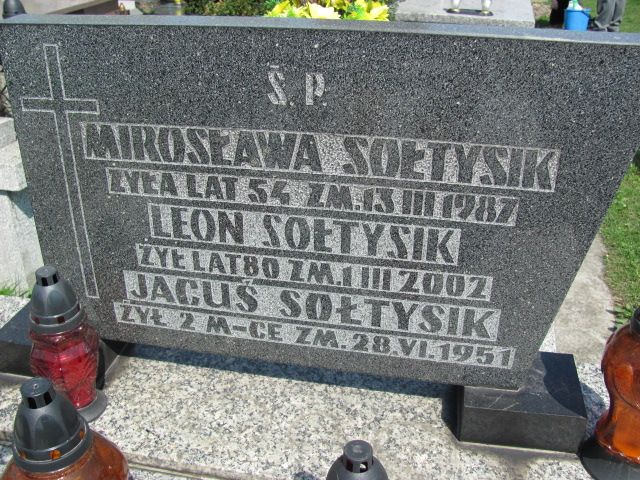 Ś.P.
MIROSŁAWA SOŁTYSIK
ŻYŁA LAT 54 ZM.13 III 1987
LEON SOŁTYSIK
ŻYŁ LAT 80 ZM.1 III 2002
JACUŚ SOŁTYSIK
ŻYŁ 2 M-CE ZM.28.VI.1951